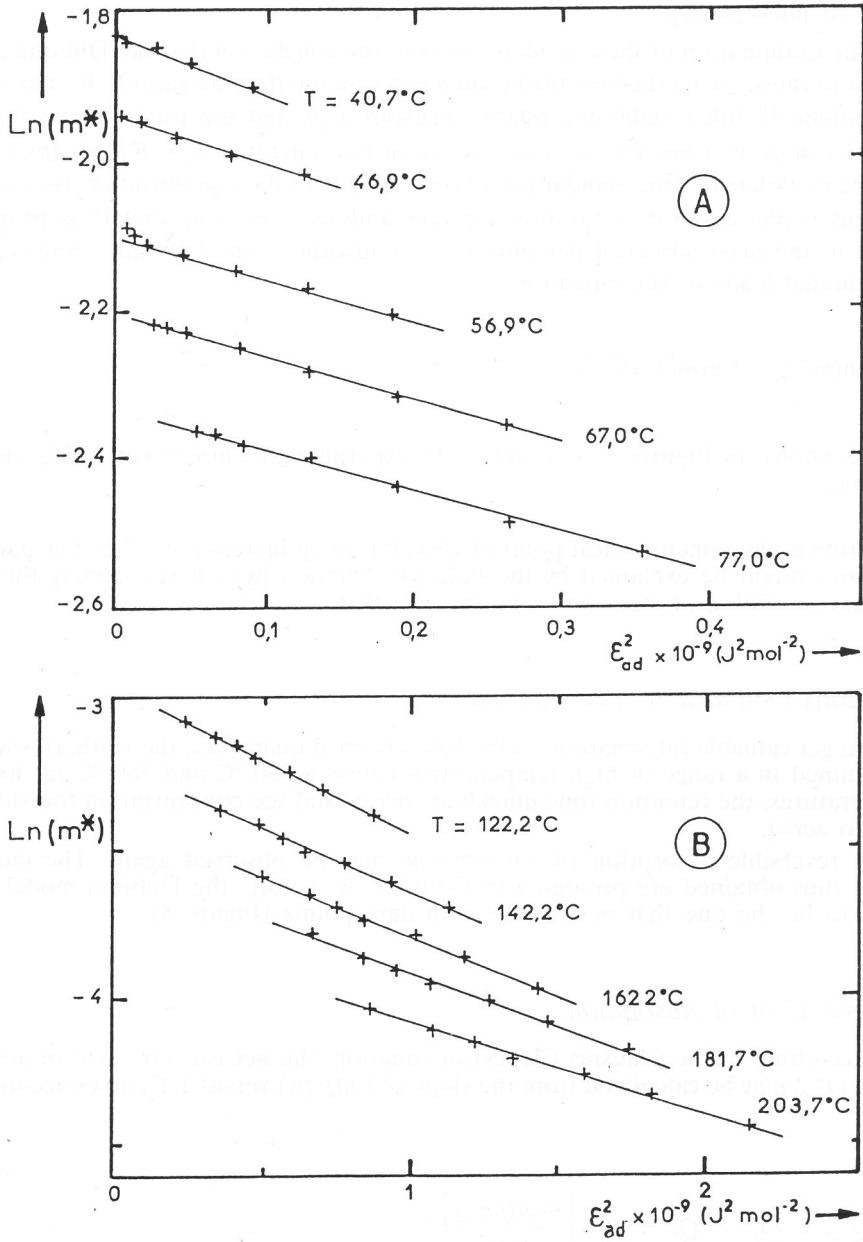 -1,8
Ln(m*)
T = 40,7°C
-2,0
46,9°C
A
-2,2
56,9°C
67,0°C
-2,4
77,0°C
-2,6
0 0,1 0,2 0,3 0,4
ε²ad × 10⁻⁹ (J² mol⁻²)
-3
Ln(m*)
T = 122,2°C
B
142,2°C
-4
1622°C
181,7°C
203,7°C
0 1 2
ε²ad × 10⁻⁹ (J² mol⁻²)